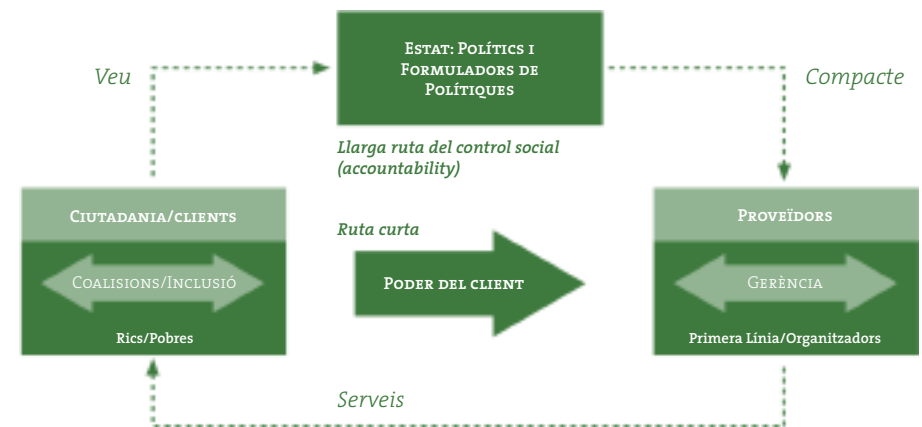 Estat: Polítics i
Formuladors de
Polítiques
Veu
Compacte
Llarga ruta del control social
(accountability)
Ciutadania/clients
Proveïdors
Ruta curta
Coalisions/Inclusió
Poder del client
Gerència
Rics/Pobres
Primera Línia/Organitzadors
Serveis